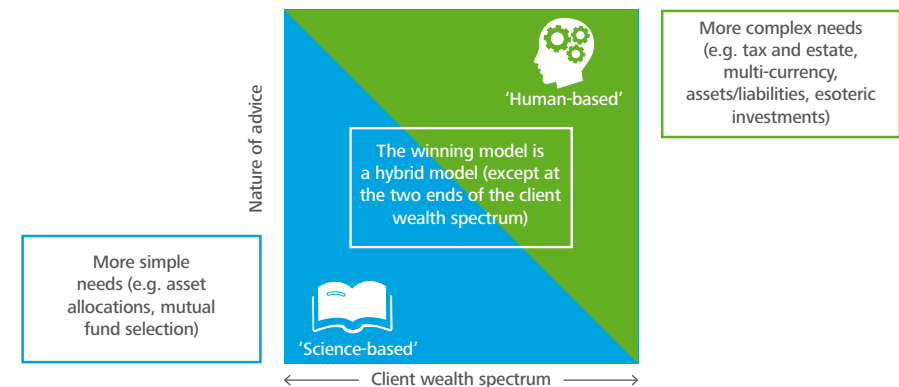 More complex needs
(e.g. tax and estate,
multi-currency,
assets/liabilities, esoteric
investments)
Nature of advice
‘Human-based’
The winning model is
a hybrid model (except at
the two ends of the client
wealth spectrum)
More simple
needs (e.g. asset
allocations, mutual
fund selection)
‘Science-based’
Client wealth spectrum